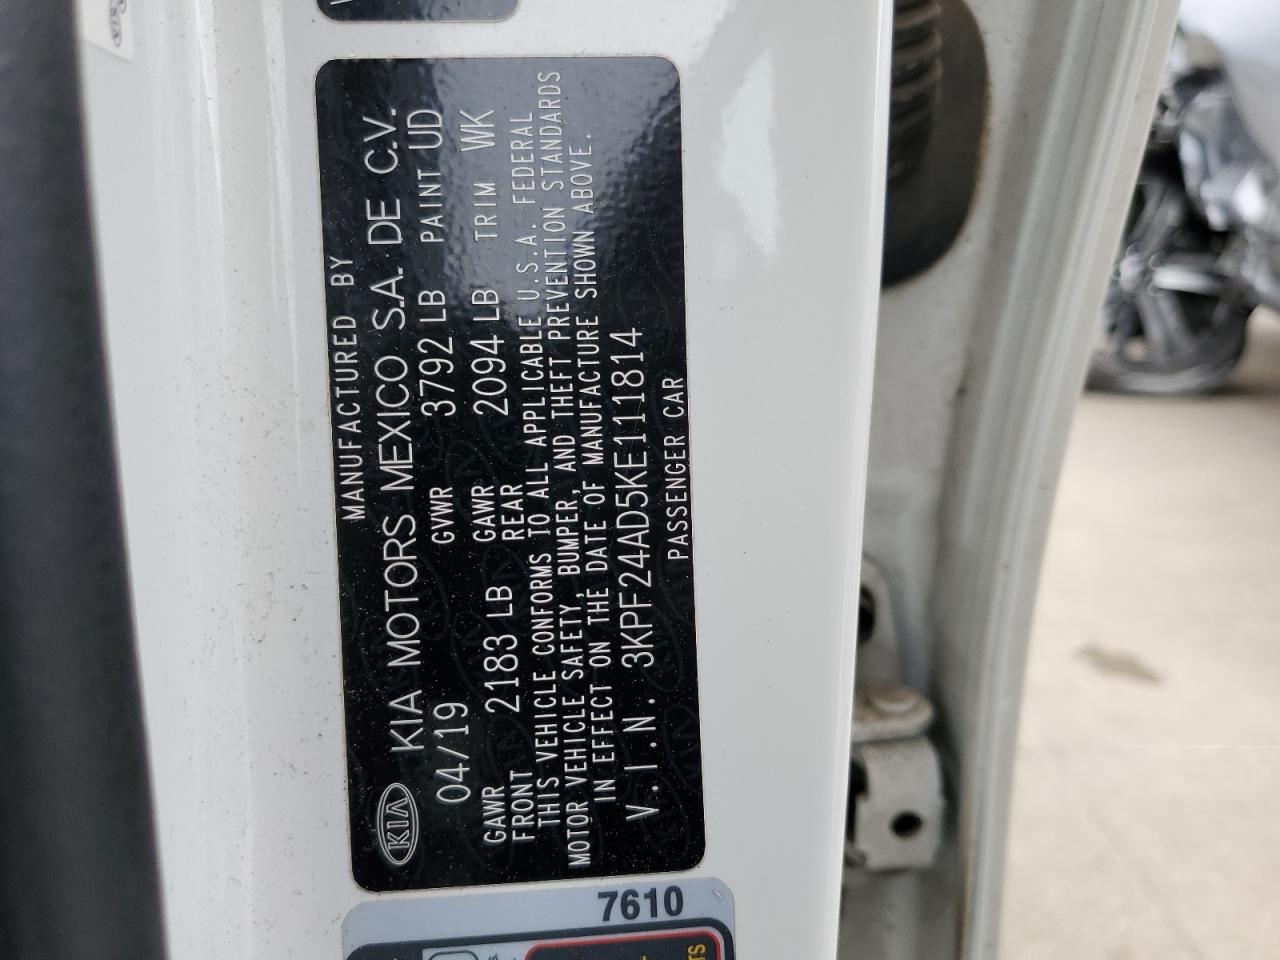 MANUFACTURED BY
KIA KIA MOTORS MEXICO S.A. DE C.V.
04/19 GVWR 3792 LB PAINT UD
GAWR FRONT 2183 LB GAWR REAR 2094 LB TRIM WK
THIS VEHICLE CONFORMS TO ALL APPLICABLE U.S.A. FEDERAL
MOTOR VEHICLE SAFETY, BUMPER, AND THEFT PREVENTION STANDARDS
IN EFFECT ON THE DATE OF MANUFACTURE SHOWN ABOVE.
V.I.N. 3KPF24AD5KE111814
PASSENGER CAR
7610